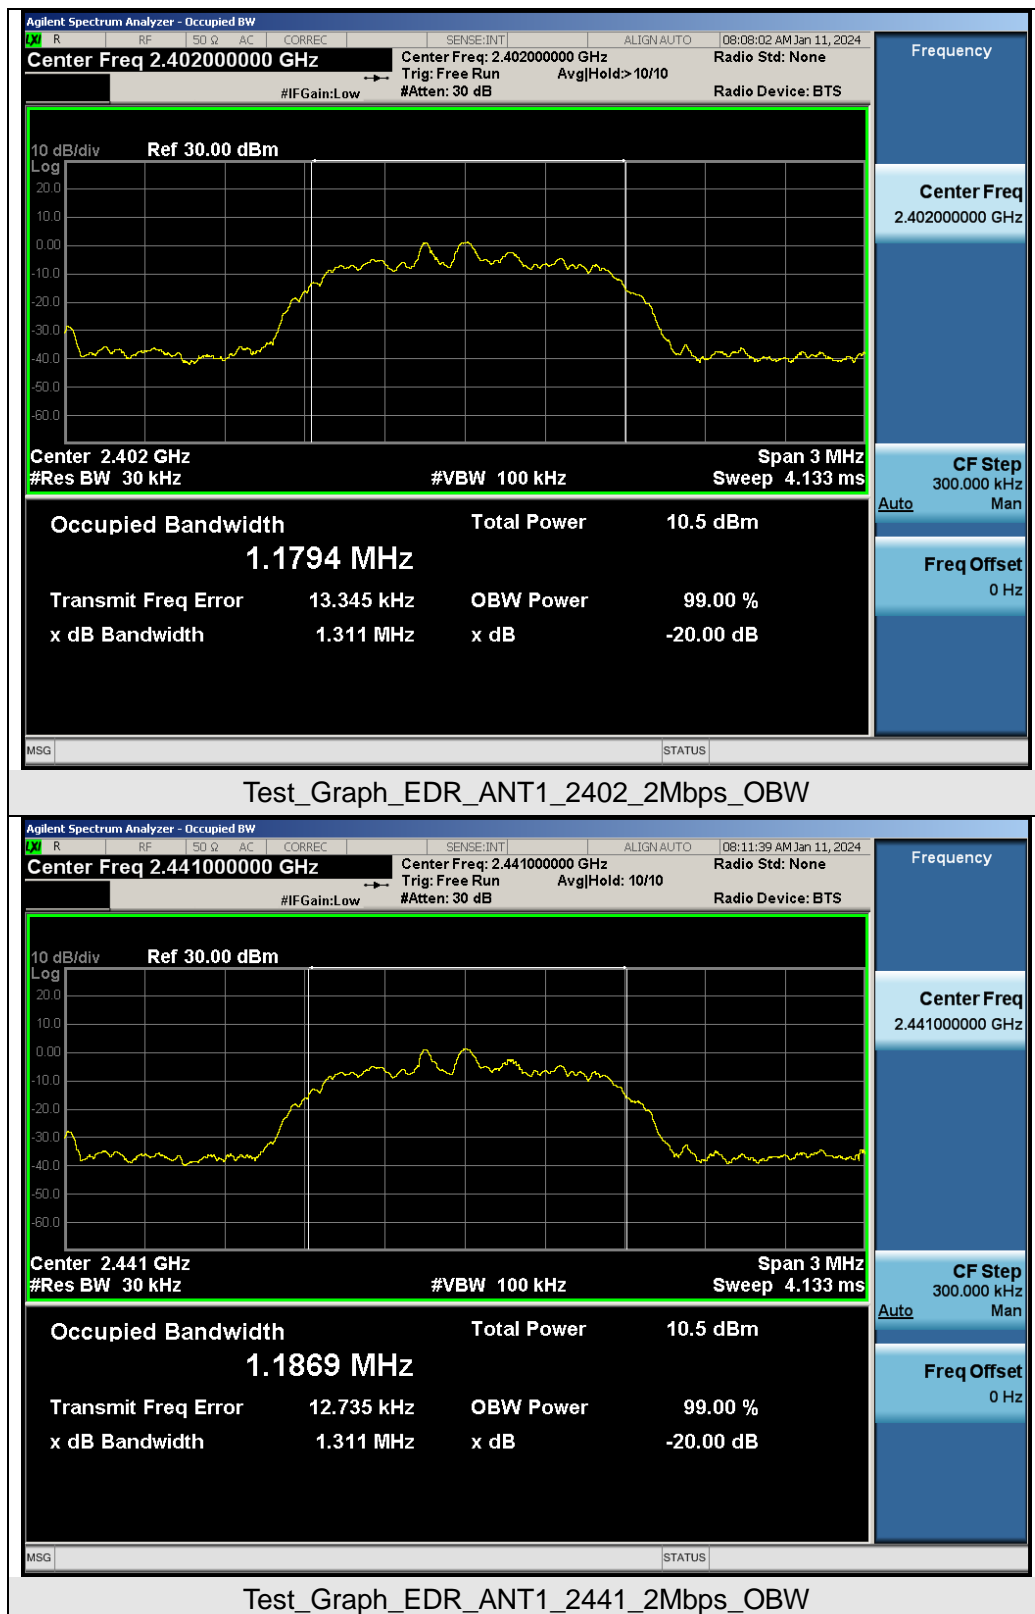 Agilent Spectrum Analyzer - Occupied BW
LXI R RF 50 Ω AC CORREC SENSE:INT ALIGN AUTO 08:08:02 AM Jan 11, 2024
Center Freq 2.402000000 GHz Center Freq: 2.402000000 GHz Radio Std: None
Trig: Free Run Avg|Hold:>10/10
#IFGain:Low #Atten: 30 dB Radio Device: BTS
Frequency
10 dB/div Ref 30.00 dBm
Log
20.0
10.0
0.00
-10.0
-20.0
-30.0
-40.0
-50.0
-60.0
Center 2.402 GHz Span 3 MHz
#Res BW 30 kHz #VBW 100 kHz Sweep 4.133 ms
Center Freq
2.402000000 GHz
CF Step
300.000 kHz
Auto Man
Freq Offset
0 Hz
Occupied Bandwidth Total Power 10.5 dBm
1.1794 MHz
Transmit Freq Error 13.345 kHz OBW Power 99.00 %
x dB Bandwidth 1.311 MHz x dB -20.00 dB
MSG STATUS
Test_Graph_EDR_ANT1_2402_2Mbps_OBW
Agilent Spectrum Analyzer - Occupied BW
LXI R RF 50 Ω AC CORREC SENSE:INT ALIGN AUTO 08:11:39 AM Jan 11, 2024
Center Freq 2.441000000 GHz Center Freq: 2.441000000 GHz Radio Std: None
Trig: Free Run Avg|Hold: 10/10
#IFGain:Low #Atten: 30 dB Radio Device: BTS
Frequency
10 dB/div Ref 30.00 dBm
Log
20.0
10.0
0.00
-10.0
-20.0
-30.0
-40.0
-50.0
-60.0
Center 2.441 GHz Span 3 MHz
#Res BW 30 kHz #VBW 100 kHz Sweep 4.133 ms
Center Freq
2.441000000 GHz
CF Step
300.000 kHz
Auto Man
Freq Offset
0 Hz
Occupied Bandwidth Total Power 10.5 dBm
1.1869 MHz
Transmit Freq Error 12.735 kHz OBW Power 99.00 %
x dB Bandwidth 1.311 MHz x dB -20.00 dB
MSG STATUS
Test_Graph_EDR_ANT1_2441_2Mbps_OBW